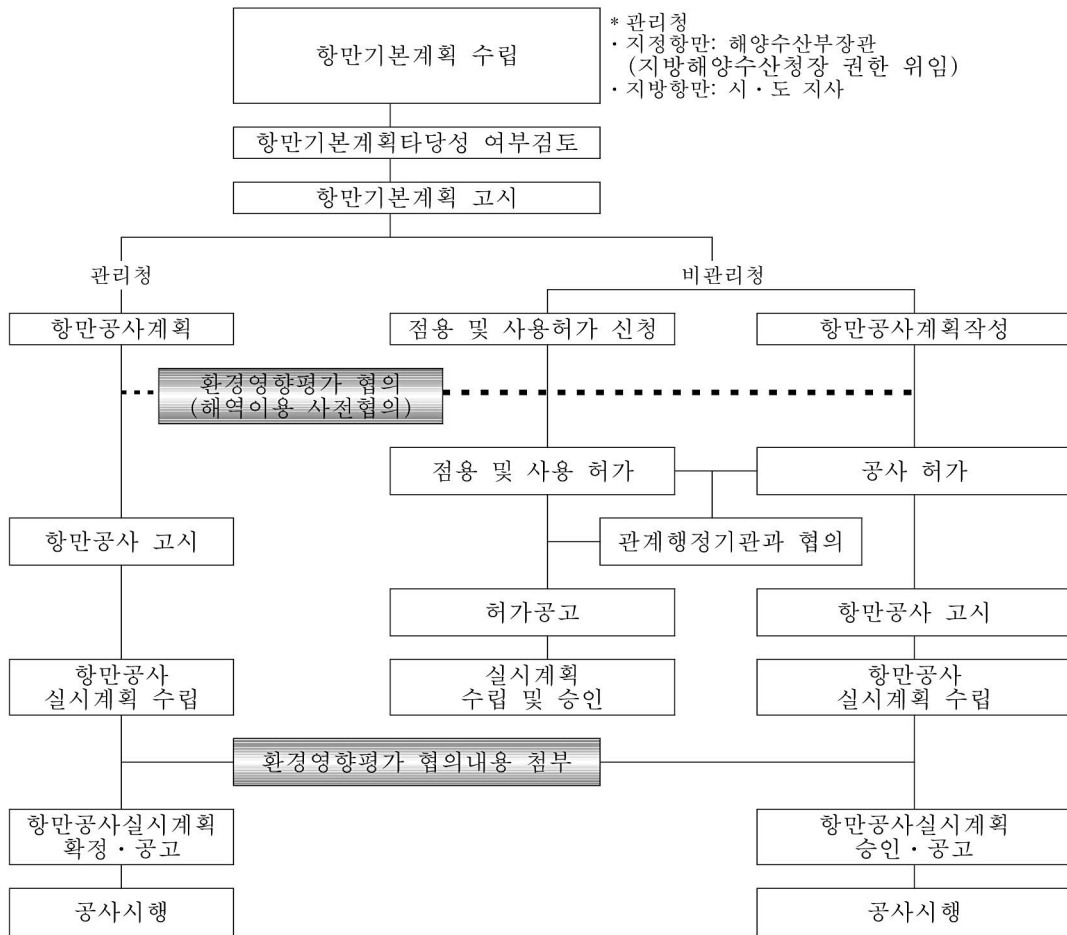 항만기본계획 수립
* 관리청
· 지정항만: 해양수산부장관
(지방해양수산청장 권한 위임)
· 지방항만: 시·도 지사
항만기본계획타당성 여부검토
항만기본계획 고시
관리청
비관리청
항만공사계획
점용 및 사용허가 신청
항만공사계획작성
환경영향평가 협의
(해역이용 사전협의)
점용 및 사용 허가
공사 허가
항만공사 고시
관계행정기관과 협의
허가공고
항만공사 고시
항만공사
실시계획 수립
실시계획
수립 및 승인
항만공사
실시계획 수립
환경영향평가 협의내용 첨부
항만공사실시계획
확정·공고
항만공사실시계획
승인·공고
공사시행
공사시행